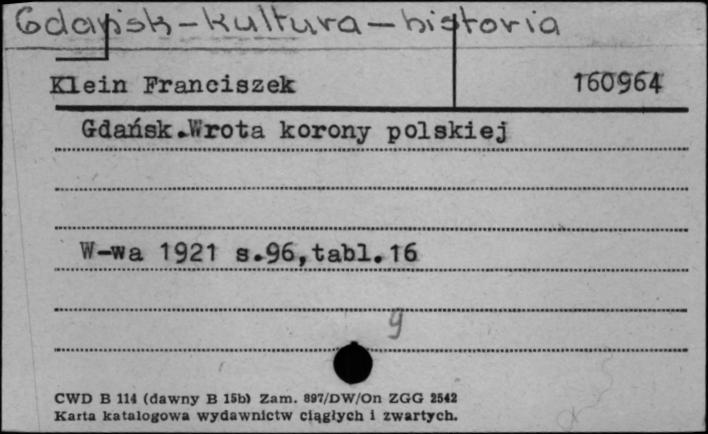 Gdańsk-kultura-historia
Klein Franciszek 160964
Gdańsk.Wrota korony polskiej
W-wa 1921 s.96,tabl.16
g
CWD B 114 (dawny B 15b) Zam. 897/DW/On ZGG 2542
Karta katalogowa wydawnictw ciągłych i zwartych.